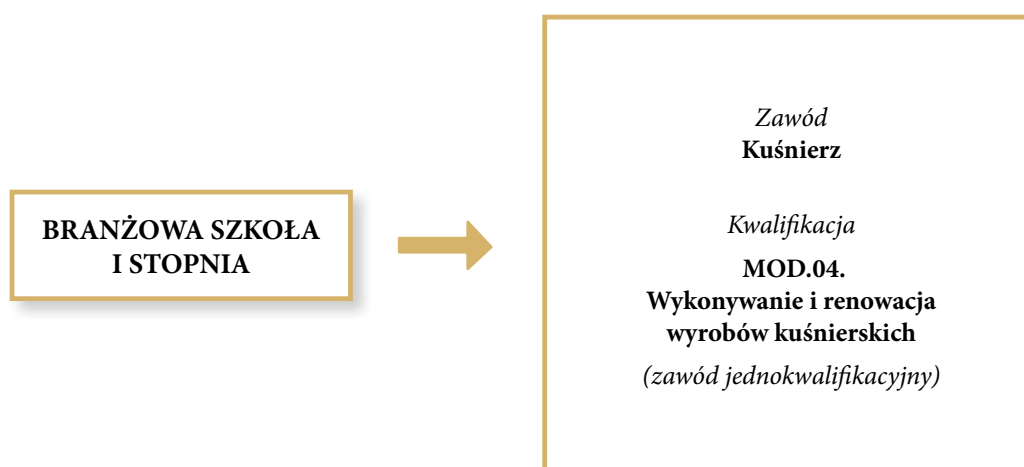 BRANŻOWA SZKOŁA
I STOPNIA
Zawód
Kuśnierz
Kwalifikacja
MOD.04.
Wykonywanie i renowacja
wyrobów kuśnierskich
(zawód jednokwalifikacyjny)